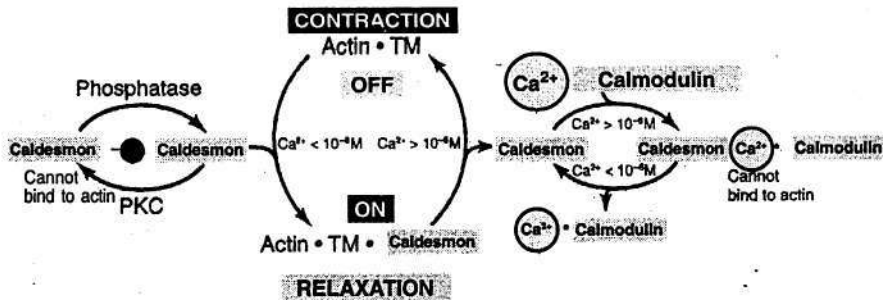 CONTRACTION
Actin • TM
OFF
Phosphatase
Caldesmon
Caldesmon
Cannot
bind to actin
PKC
Ca²⁺ < 10⁻⁶M
Ca²⁺ > 10⁻⁶M
ON
Actin • TM •
Caldesmon
RELAXATION
Ca²⁺
Calmodulin
Ca²⁺ > 10⁻⁶M
Caldesmon
Caldesmon
Ca²⁺
•
Calmodulin
Ca²⁺ < 10⁻⁶M
Cannot
bind to actin
Ca²⁺
• Calmodulin